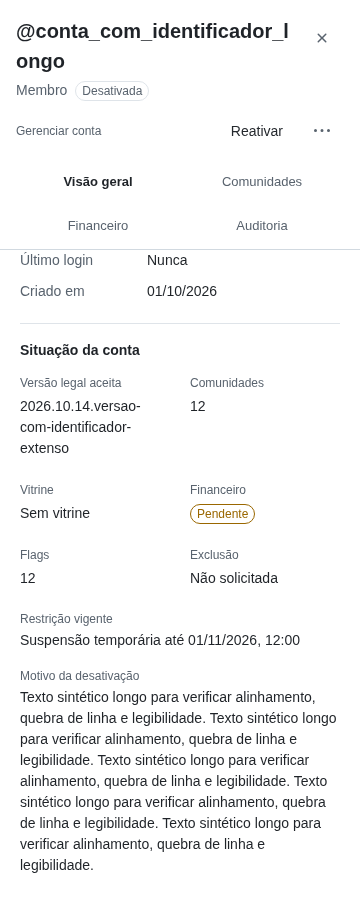 @conta_com_identificador_l
ongo
Membro Desativada
Gerenciar conta Reativar
Visão geral Comunidades
Financeiro Auditoria
Último login Nunca
Criado em 01/10/2026
Situação da conta
Versão legal aceita Comunidades
2026.10.14.versao- 12
com-identificador-
extenso
Vitrine Financeiro
Sem vitrine Pendente
Flags Exclusão
12 Não solicitada
Restrição vigente
Suspensão temporária até 01/11/2026, 12:00
Motivo da desativação
Texto sintético longo para verificar alinhamento,
quebra de linha e legibilidade. Texto sintético longo
para verificar alinhamento, quebra de linha e
legibilidade. Texto sintético longo para verificar
alinhamento, quebra de linha e legibilidade. Texto
sintético longo para verificar alinhamento, quebra
de linha e legibilidade. Texto sintético longo para
verificar alinhamento, quebra de linha e
legibilidade.